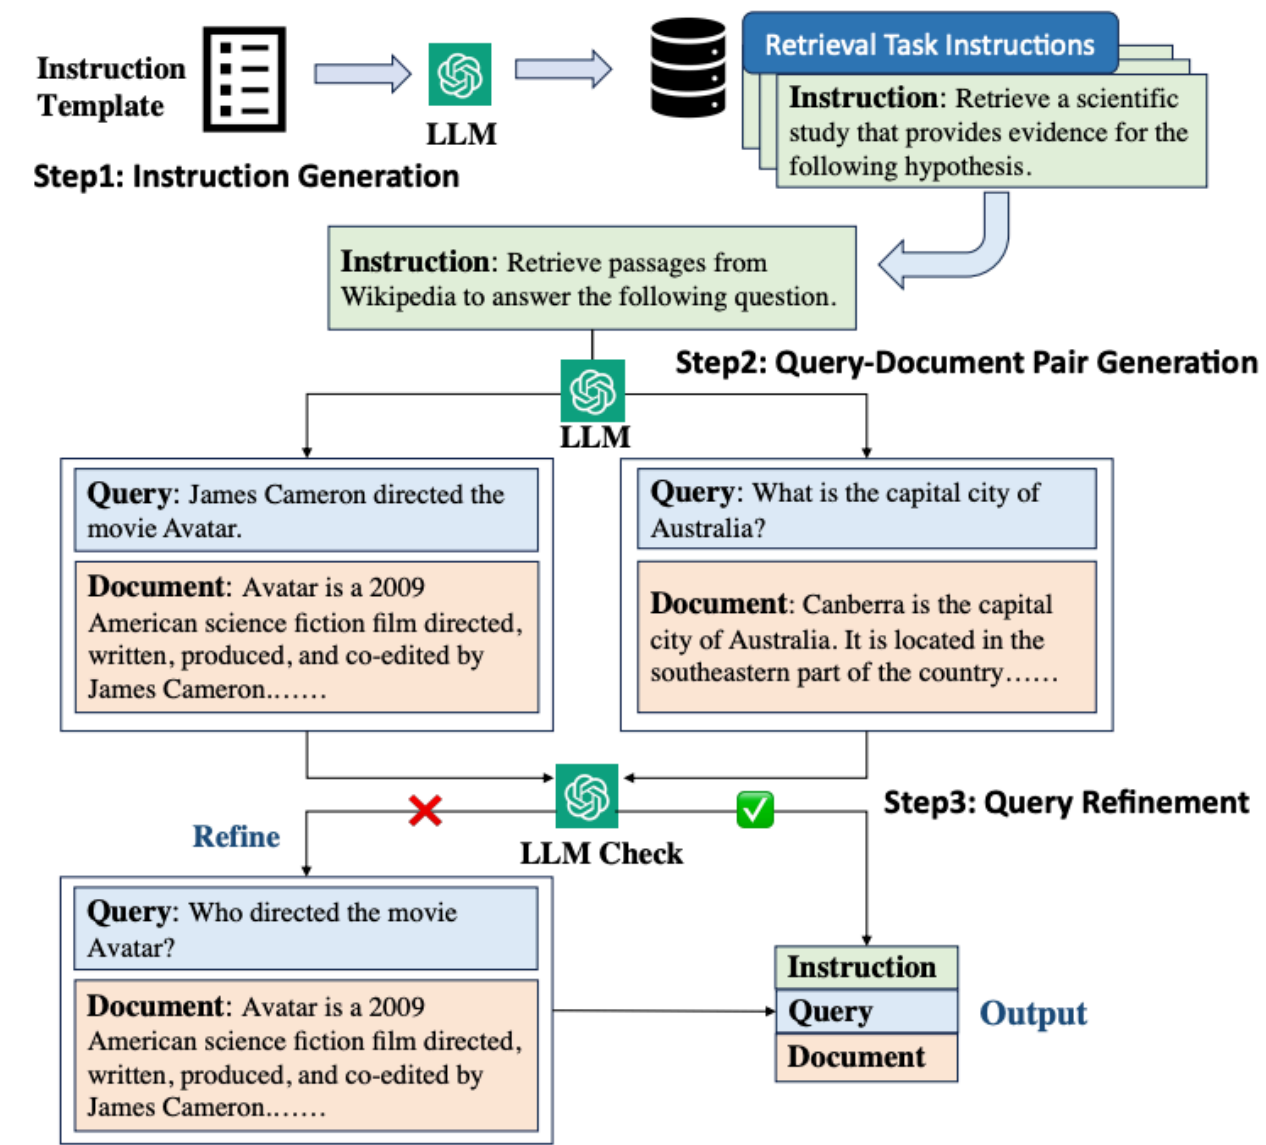 Instruction
Template
LLM
Step1: Instruction Generation
Retrieval Task Instructions
Instruction: Retrieve a scientific
study that provides evidence for the
following hypothesis.
Instruction: Retrieve passages from
Wikipedia to answer the following question.
Step2: Query-Document Pair Generation
LLM
Query: James Cameron directed the
movie Avatar.
Document: Avatar is a 2009
American science fiction film directed,
written, produced, and co-edited by
James Cameron.......
Query: What is the capital city of
Australia?
Document: Canberra is the capital
city of Australia. It is located in the
southeastern part of the country......
Step3: Query Refinement
Refine
LLM Check
Query: Who directed the movie
Avatar?
Document: Avatar is a 2009
American science fiction film directed,
written, produced, and co-edited by
James Cameron.......
Instruction
Query
Document
Output